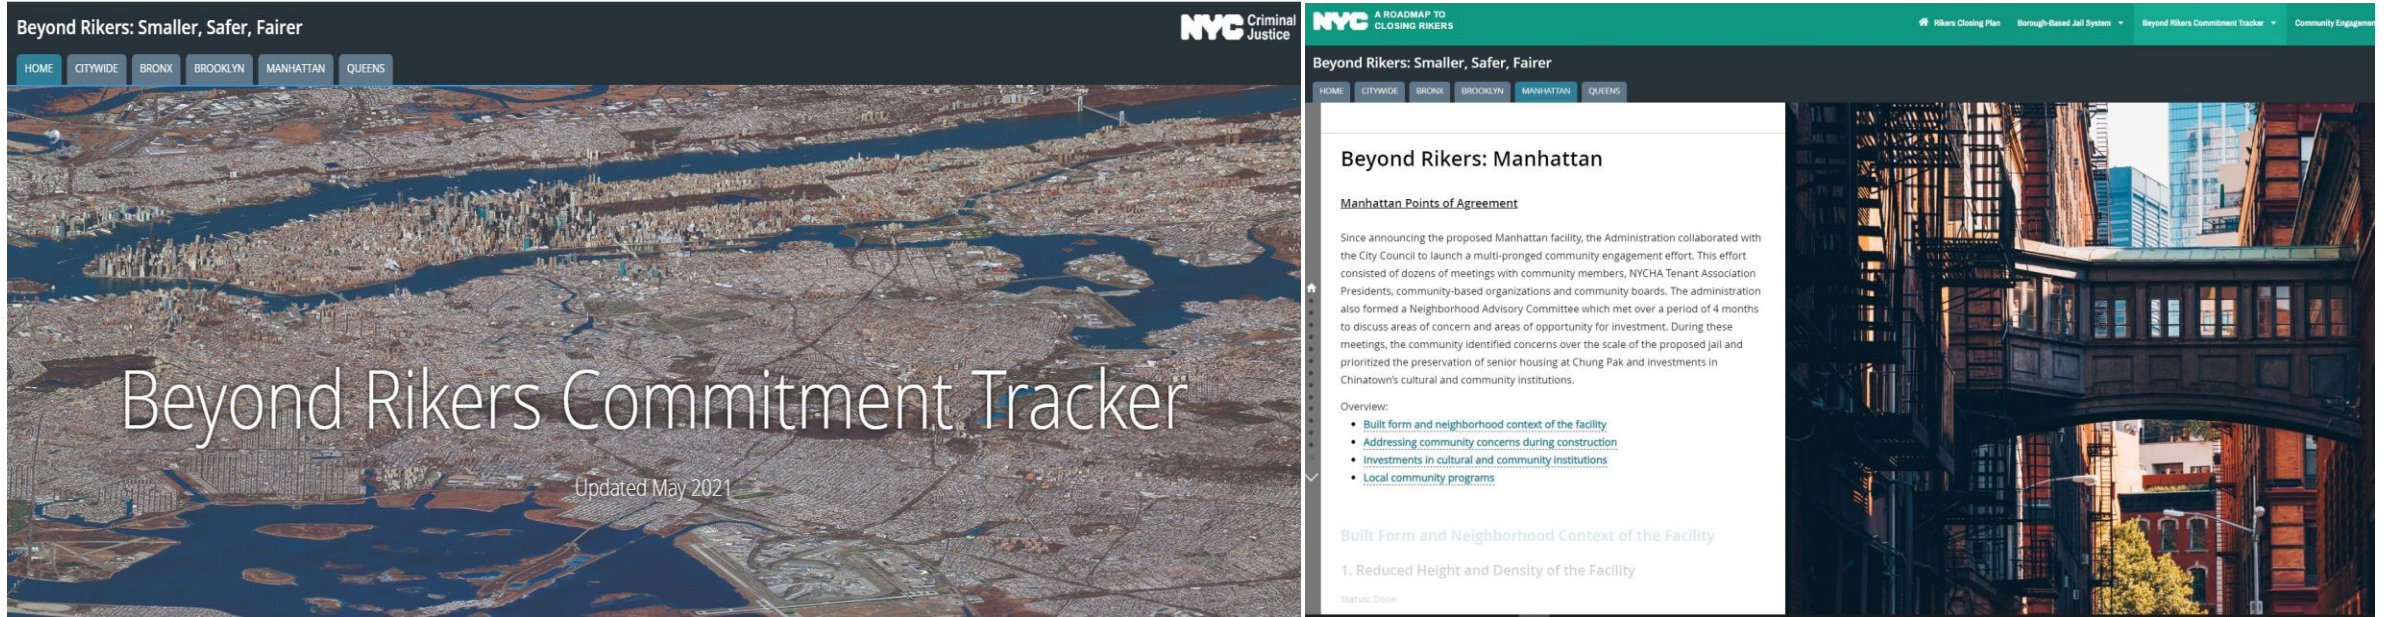 Beyond Rikers: Smaller, Safer, Fairer
NYC Criminal Justice
HOME CITYWIDE BRONX BROOKLYN MANHATTAN QUEENS
Beyond Rikers Commitment Tracker
Updated May 2021
NYC A ROADMAP TO CLOSING RIKERS
Rikers Closing Plan Borough-Based Jail System Beyond Rikers Commitment Tracker Community Engagemen
Beyond Rikers: Smaller, Safer, Fairer
HOME CITYWIDE BRONX BROOKLYN MANHATTAN QUEENS
Beyond Rikers: Manhattan
Manhattan Points of Agreement
Since announcing the proposed Manhattan facility, the Administration collaborated with
the City Council to launch a multi-pronged community engagement effort. This effort
consisted of dozens of meetings with community members, NYCHA Tenant Association
Presidents, community-based organizations and community boards. The administration
also formed a Neighborhood Advisory Committee which met over a period of 4 months
to discuss areas of concern and areas of opportunity for investment. During these
meetings, the community identified concerns over the scale of the proposed jail and
prioritized the preservation of senior housing at Chung Pak and investments in
Chinatown's cultural and community institutions.
Overview:
• Built form and neighborhood context of the facility
• Addressing community concerns during construction
• Investments in cultural and community institutions
• Local community programs
Built Form and Neighborhood Context of the Facility
1. Reduced Height and Density of the Facility
Status: Done